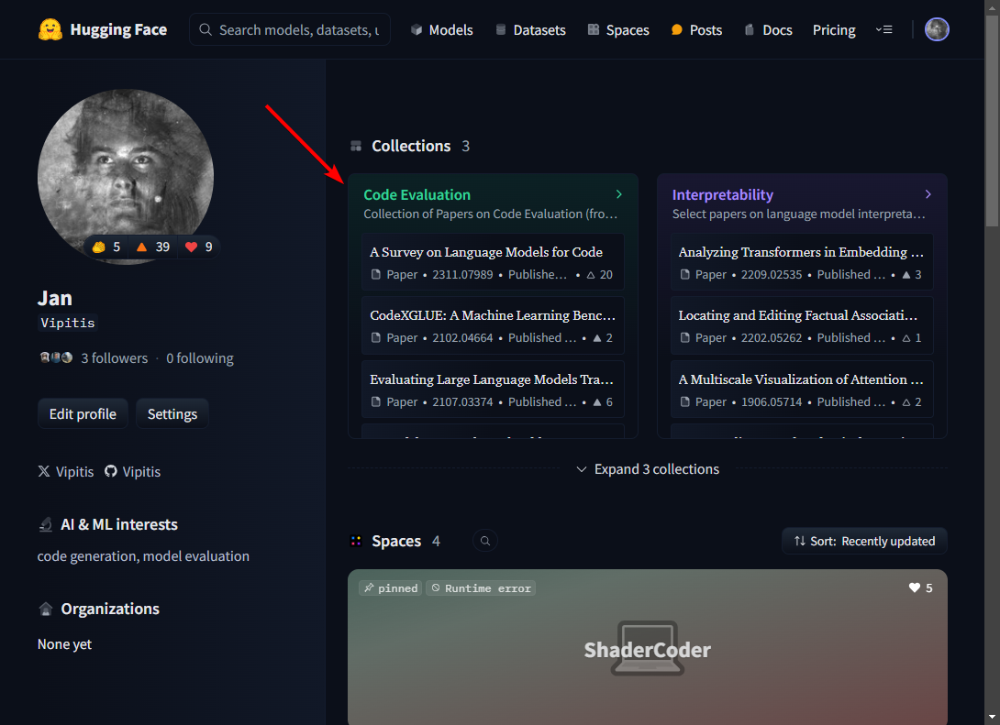 Hugging Face
Search models, datasets, u
Models
Datasets
Spaces
Posts
Docs
Pricing
5 39 9
Jan
Vipitis
3 followers · 0 following
Edit profile Settings
Vipitis Vipitis
AI & ML interests
code generation, model evaluation
Organizations
None yet
Collections 3
Code Evaluation
Collection of Papers on Code Evaluation (fro…
A Survey on Language Models for Code
Paper • 2311.07989 • Publishe… • 20
CodeXGLUE: A Machine Learning Benc…
Paper • 2102.04664 • Published … • 2
Evaluating Large Language Models Tra…
Paper • 2107.03374 • Published … • 6
Interpretability
Select papers on language model interpreta…
Analyzing Transformers in Embedding …
Paper • 2209.02535 • Published … • 3
Locating and Editing Factual Associati…
Paper • 2202.05262 • Published … • 1
A Multiscale Visualization of Attention …
Paper • 1906.05714 • Published … • 2
Expand 3 collections
Spaces 4
Sort: Recently updated
pinned Runtime error 5
ShaderCoder